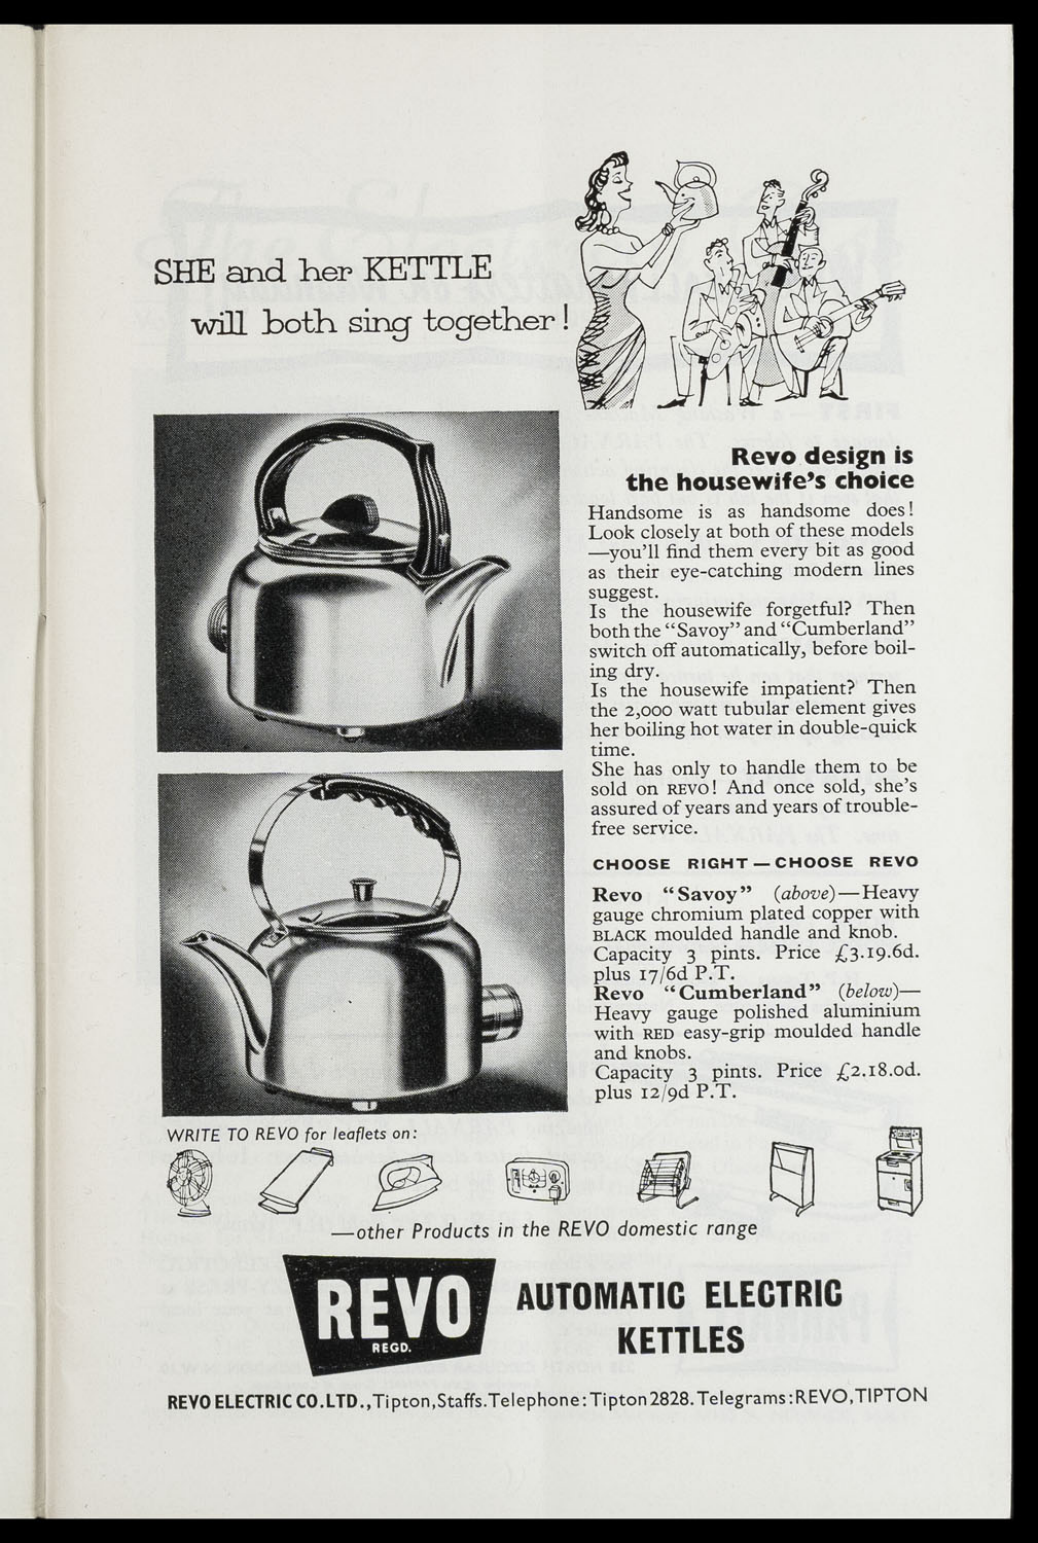 SHE and her KETTLE
will both sing together!
Revo design is
the housewife's choice
Handsome is as handsome does!
Look closely at both of these models
—you'll find them every bit as good
as their eye-catching modern lines
suggest.
Is the housewife forgetful? Then
both the "Savoy" and "Cumberland"
switch off automatically, before boil-
ing dry.
Is the housewife impatient? Then
the 2,000 watt tubular element gives
her boiling hot water in double-quick
time.
She has only to handle them to be
sold on REVO! And once sold, she's
assured of years and years of trouble-
free service.
CHOOSE RIGHT—CHOOSE REVO
Revo "Savoy" (above)—Heavy
gauge chromium plated copper with
BLACK moulded handle and knob.
Capacity 3 pints. Price £3.19.6d.
plus 17/6d P.T.
Revo "Cumberland" (below)—
Heavy gauge polished aluminium
with RED easy-grip moulded handle
and knobs.
Capacity 3 pints. Price £2.18.0d.
plus 12/9d P.T.
WRITE TO REVO for leaflets on:
—other Products in the REVO domestic range
REVO
REGD.
AUTOMATIC ELECTRIC
KETTLES
REVO ELECTRIC CO. LTD., Tipton, Staffs. Telephone: Tipton 2828. Telegrams: REVO, TIPTON